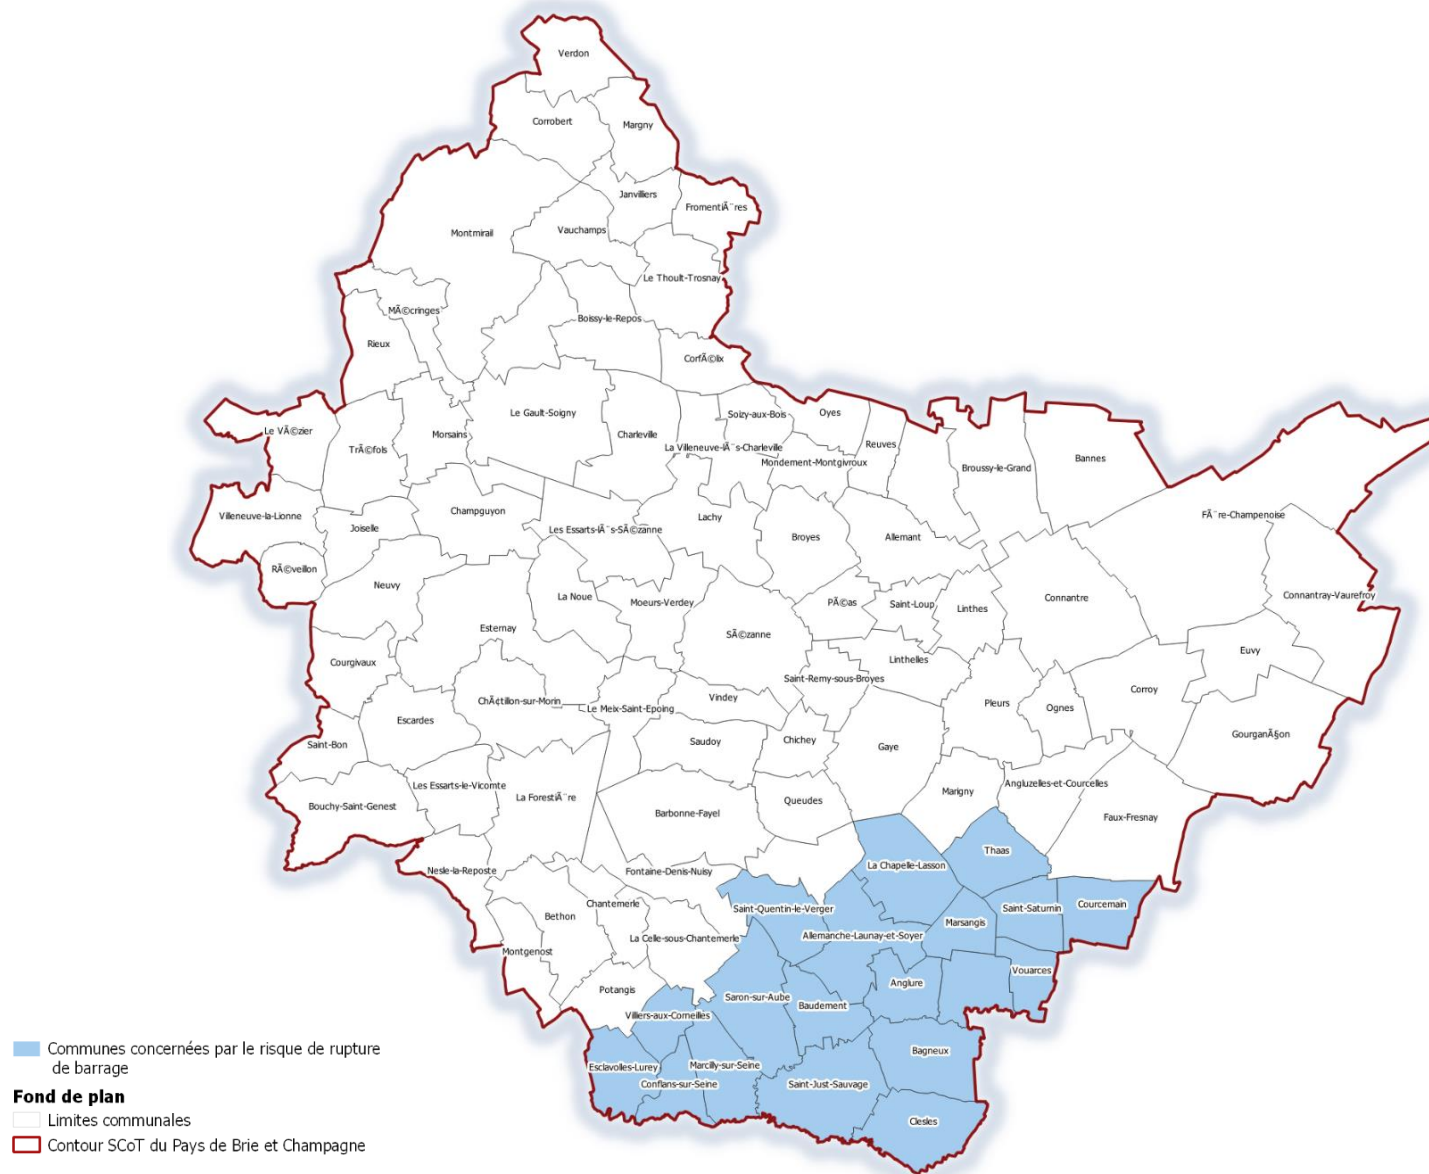 Verdon
Corrobert
Margny
Janvilliers
FromentiÃ¨res
Vauchamps
Montmirail
Le Thoult-Trosnay
MÃ©cringes
Boissy-le-Repos
Rieux
CorfÃ©lix
Le Gault-Soigny
Soizy-aux-Bois
Oyes
Le VÃ©zier
Morsains
Charleville
Reuves
TrÃ©fols
La Villeneuve-lÃ¨s-Charleville
Mondement-Montgivroux
Broussy-le-Grand
Bannes
Villeneuve-la-Lionne
Champguyon
Lachy
FÃ¨re-Champenoise
Joiselle
Les Essarts-lÃ¨s-SÃ©zanne
Broyes
Allemant
RÃ©veillon
Neuvy
La Noue
Moeurs-Verdey
PÃ©as
Saint-Loup
Linthes
Connantre
Connantray-Vaurefroy
Esternay
SÃ©zanne
Courgivaux
Linthelles
Euvy
Saint-Remy-sous-Broyes
Corroy
ChÃ¢tillon-sur-Morin
Le Meix-Saint-Epoing
Vindey
Pleurs
Ognes
Escardes
Saint-Bon
Saudoy
Chichey
Gaye
GourganÃ§on
Les Essarts-le-Vicomte
La ForestiÃ¨re
Marigny
Angluzelles-et-Courcelles
Bouchy-Saint-Genest
Barbonne-Fayel
Queudes
Faux-Fresnay
Thaas
La Chapelle-Lasson
Nesle-la-Reposte
Fontaine-Denis-Nuisy
Chantemerle
Saint-Quentin-le-Verger
Saint-Saturnin
Courcemain
Bethon
Marsangis
La Celle-sous-Chantemerle
Allemanche-Launay-et-Soyer
Montgenost
Vouarces
Potangis
Anglure
Saron-sur-Aube
Baudement
Villiers-aux-Corneilles
Bagneux
Esclavolles-Lurey
Marcilly-sur-Seine
Conflans-sur-Seine
Saint-Just-Sauvage
Clesles
Communes concernées par le risque de rupture
de barrage
Fond de plan
Limites communales
Contour SCoT du Pays de Brie et Champagne